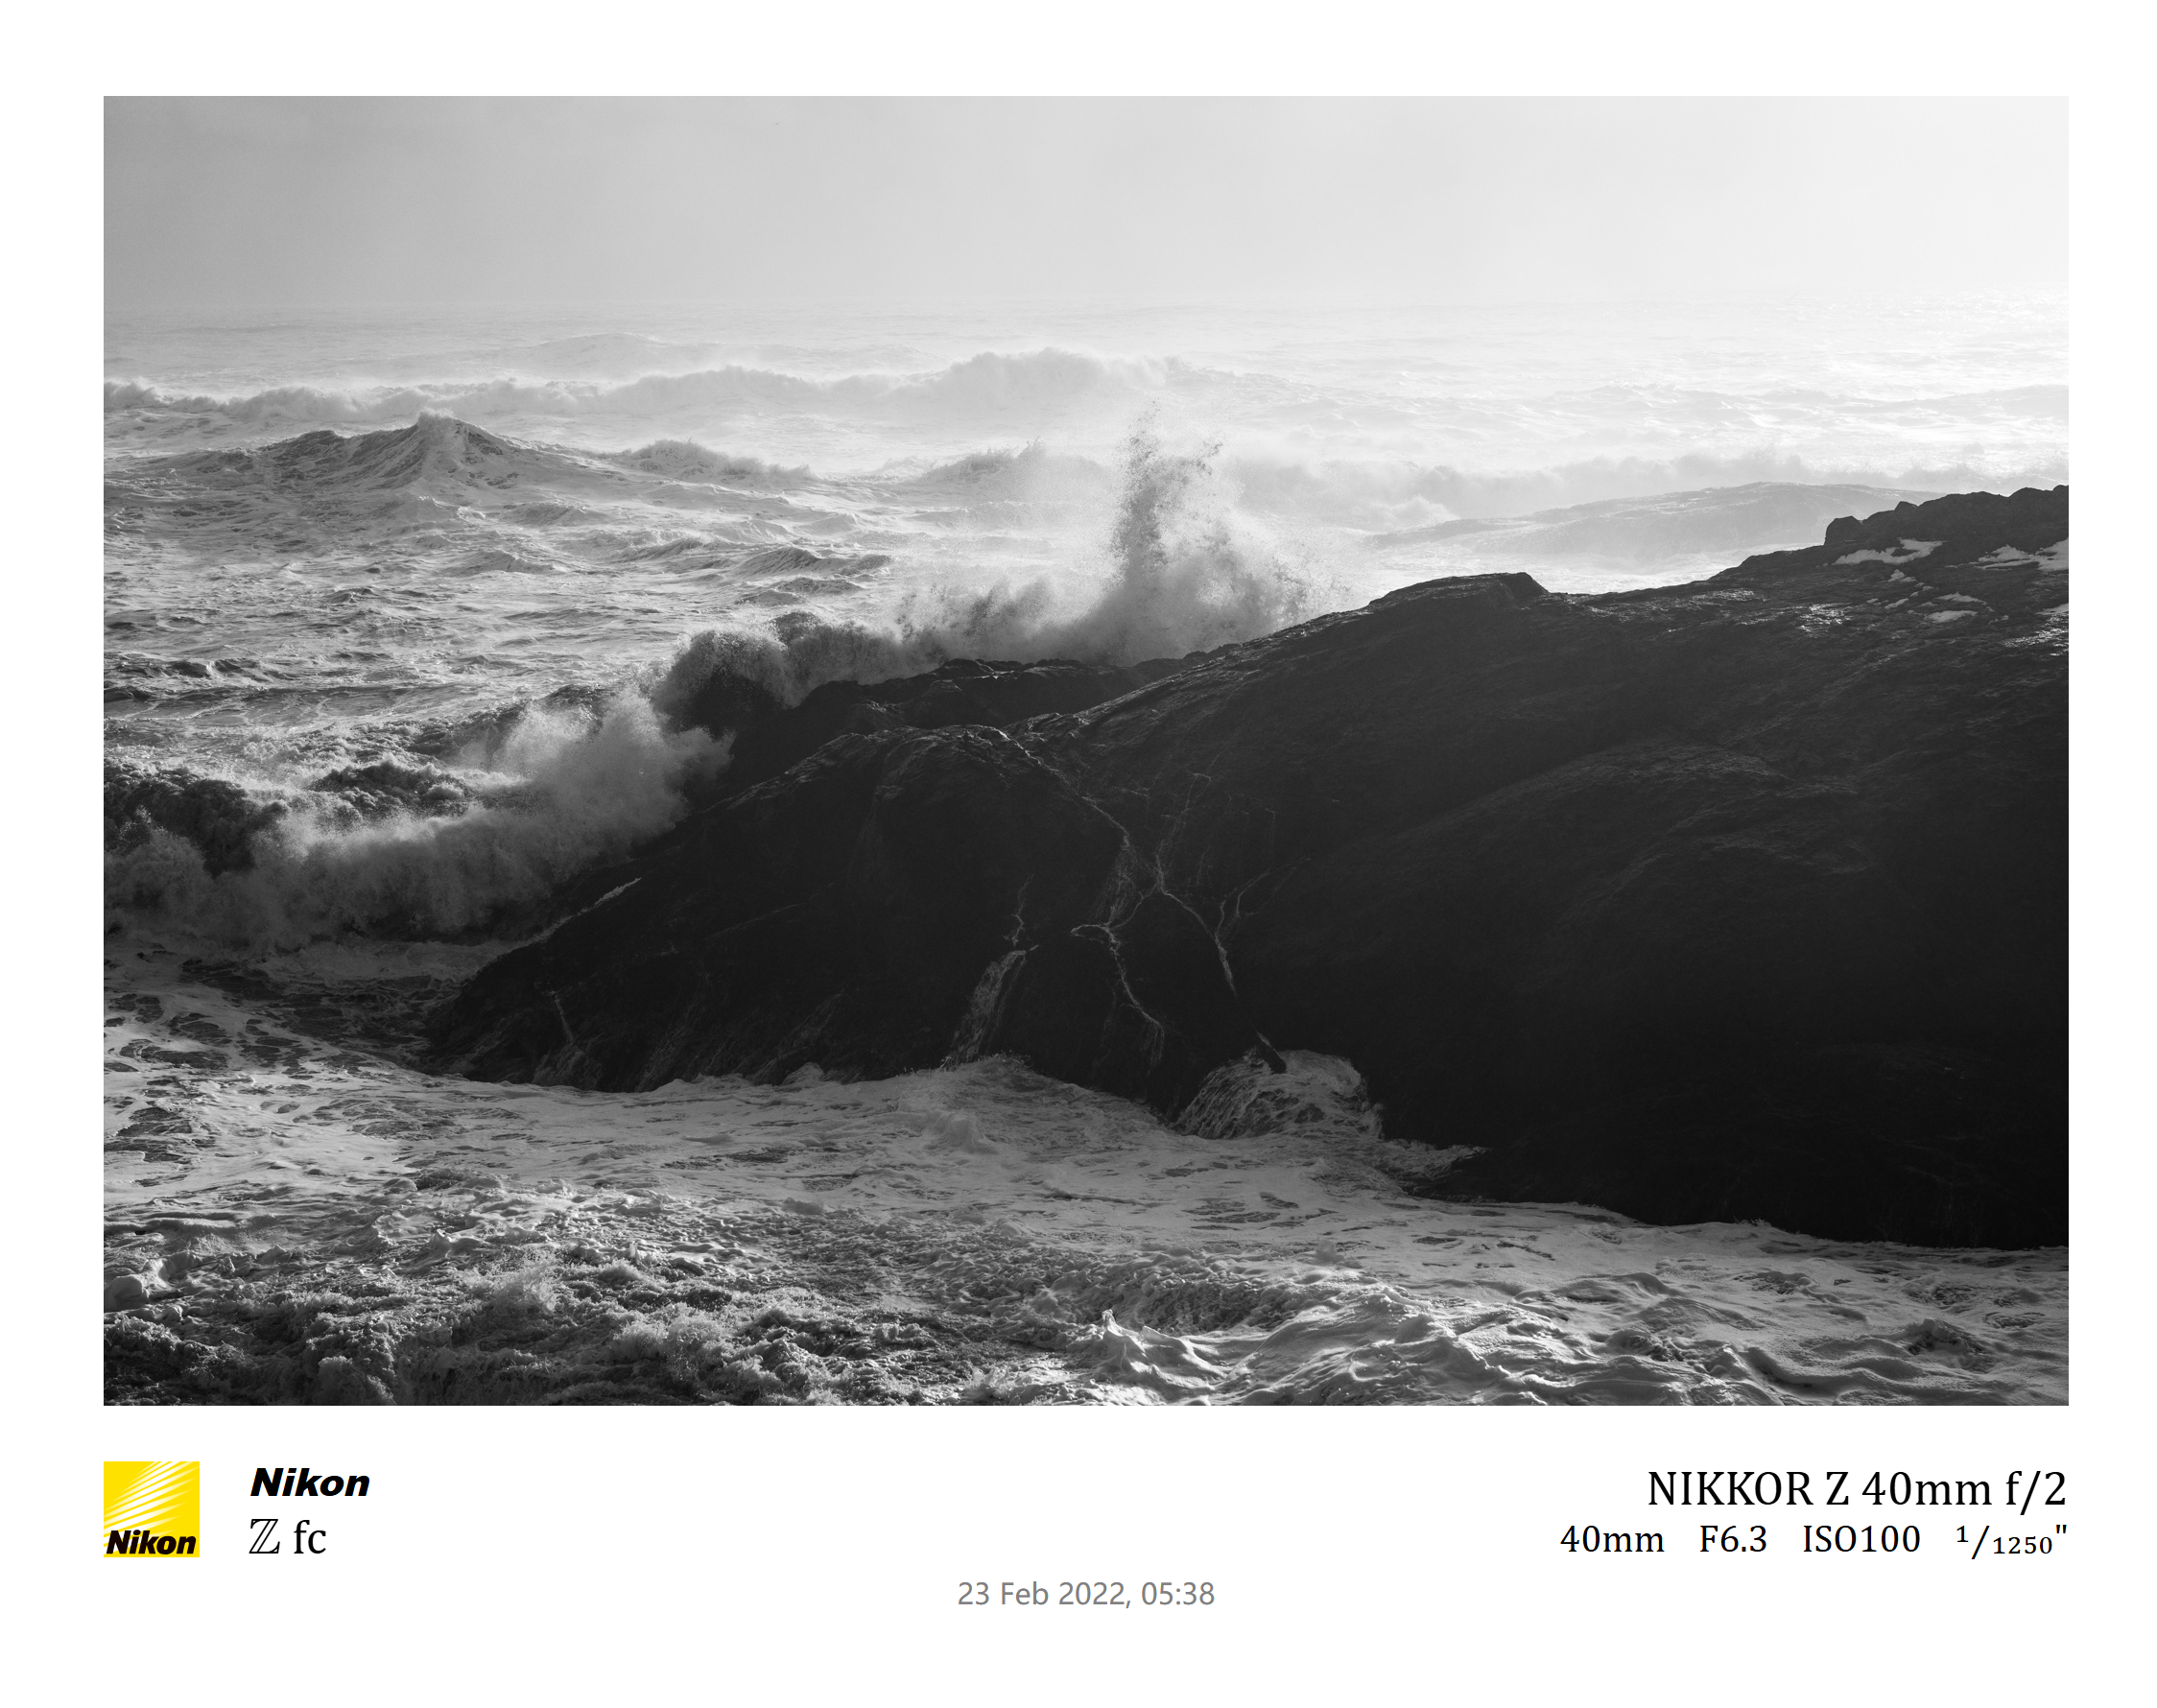 Nikon
Nikon
ℤ fc
NIKKOR Z 40mm f/2
40mm F6.3 ISO100 1/1250"
23 Feb 2022, 05:38